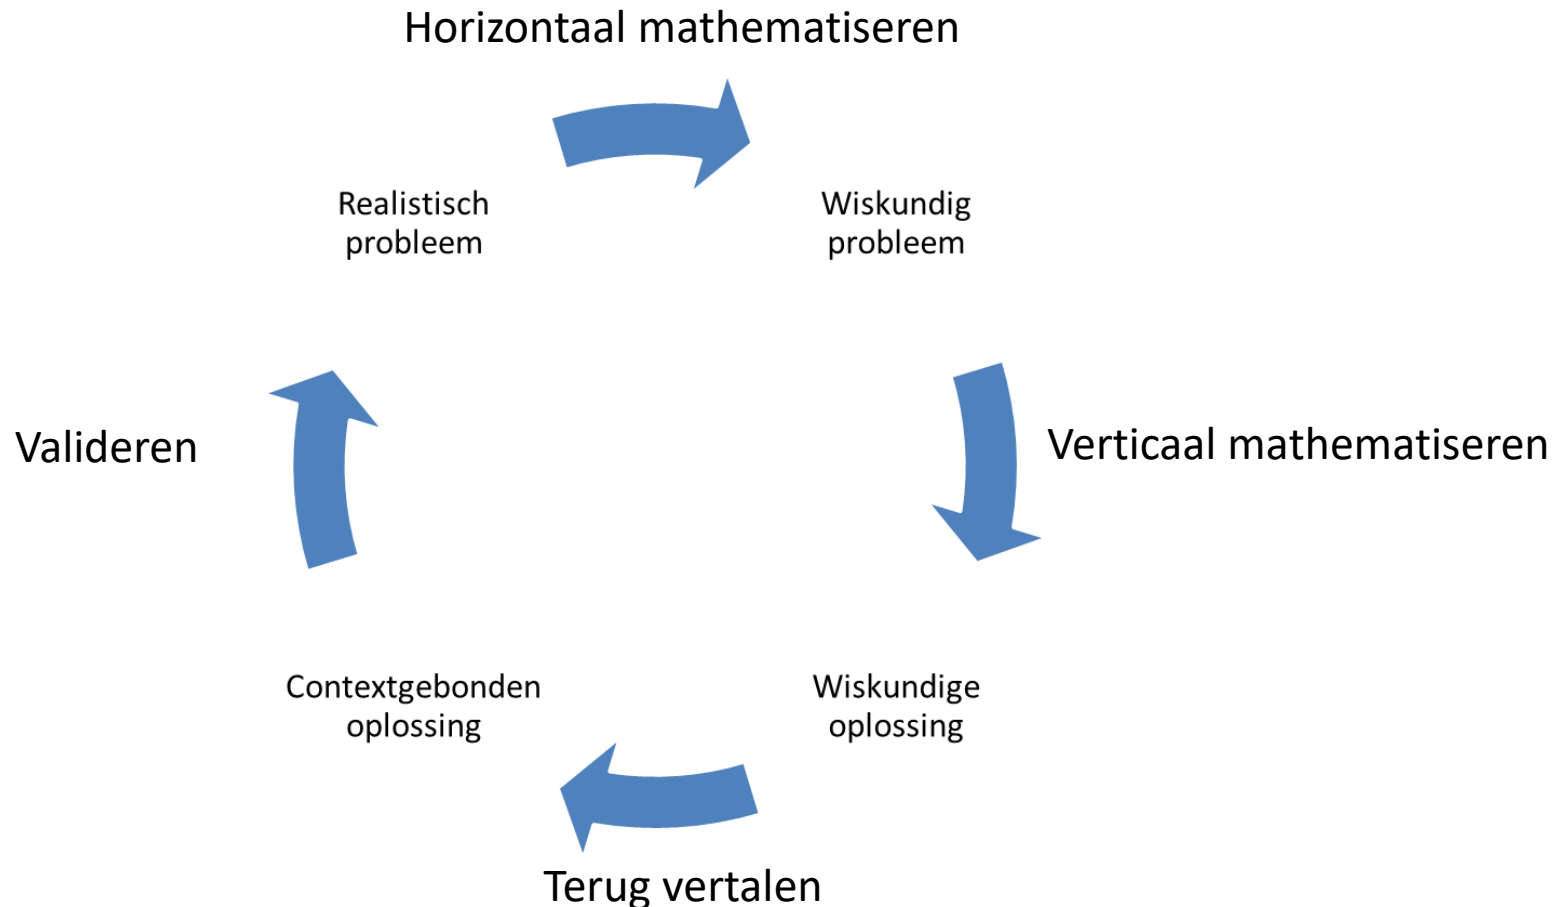 Horizontaal mathematiseren
Realistisch
probleem
Wiskundig
probleem
Valideren
Verticaal mathematiseren
Contextgebonden
oplossing
Wiskundige
oplossing
Terug vertalen